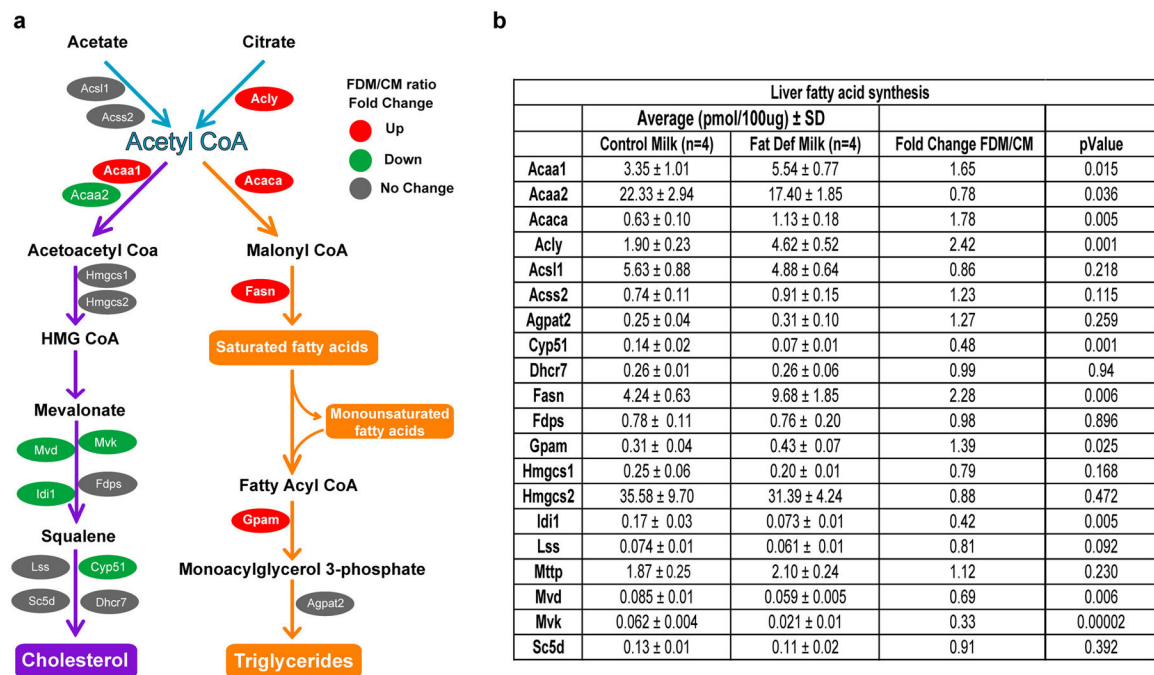 a
Acetate
Citrate
Acsl1
Acss2
Acly
FDM/CM ratio
Fold Change
Up
Down
No Change
Acetyl CoA
Acaa1
Acaa2
Acaca
Acetoacetyl Coa
Malonyl CoA
Hmgcs1
Hmgcs2
Fasn
HMG CoA
Saturated fatty acids
Mevalonate
Monounsaturated
fatty acids
Mvd
Mvk
Idi1
Fdps
Fatty Acyl CoA
Gpam
Squalene
Monoacylglycerol 3-phosphate
Lss
Cyp51
Sc5d
Dhcr7
Agpat2
Cholesterol
Triglycerides
b
Liver fatty acid synthesis
Average (pmol/100ug) ± SD
Control Milk (n=4) Fat Def Milk (n=4) Fold Change FDM/CM pValue
Acaa1 3.35 ± 1.01 5.54 ± 0.77 1.65 0.015
Acaa2 22.33 ± 2.94 17.40 ± 1.85 0.78 0.036
Acaca 0.63 ± 0.10 1.13 ± 0.18 1.78 0.005
Acly 1.90 ± 0.23 4.62 ± 0.52 2.42 0.001
Acsl1 5.63 ± 0.88 4.88 ± 0.64 0.86 0.218
Acss2 0.74 ± 0.11 0.91 ± 0.15 1.23 0.115
Agpat2 0.25 ± 0.04 0.31 ± 0.10 1.27 0.259
Cyp51 0.14 ± 0.02 0.07 ± 0.01 0.48 0.001
Dhcr7 0.26 ± 0.01 0.26 ± 0.06 0.99 0.94
Fasn 4.24 ± 0.63 9.68 ± 1.85 2.28 0.006
Fdps 0.78 ± 0.11 0.76 ± 0.20 0.98 0.896
Gpam 0.31 ± 0.04 0.43 ± 0.07 1.39 0.025
Hmgcs1 0.25 ± 0.06 0.20 ± 0.01 0.79 0.168
Hmgcs2 35.58 ± 9.70 31.39 ± 4.24 0.88 0.472
Idi1 0.17 ± 0.03 0.073 ± 0.01 0.42 0.005
Lss 0.074 ± 0.01 0.061 ± 0.01 0.81 0.092
Mttp 1.87 ± 0.25 2.10 ± 0.24 1.12 0.230
Mvd 0.085 ± 0.01 0.059 ± 0.005 0.69 0.006
Mvk 0.062 ± 0.004 0.021 ± 0.01 0.33 0.00002
Sc5d 0.13 ± 0.01 0.11 ± 0.02 0.91 0.392